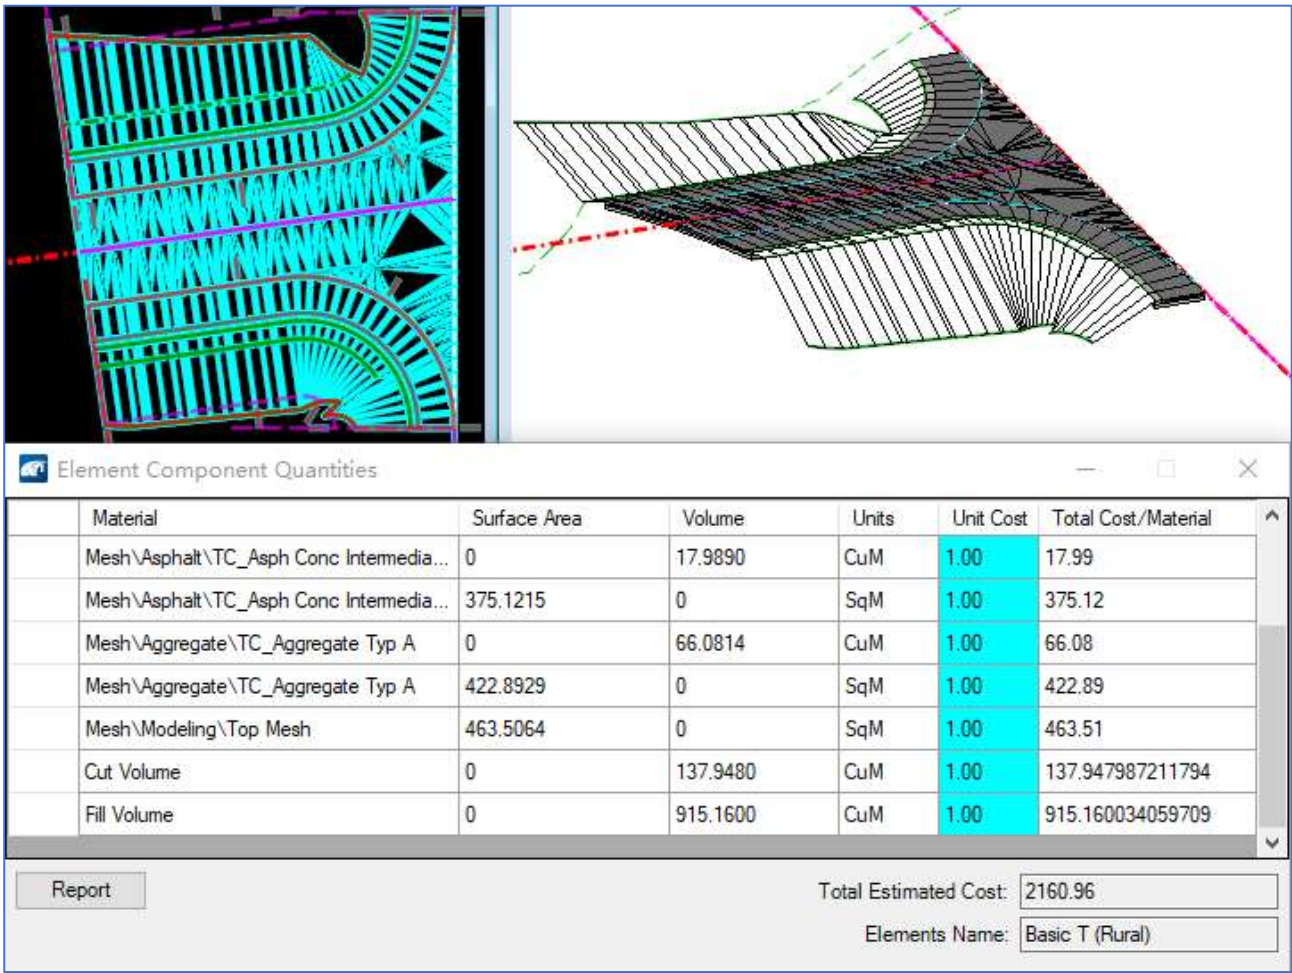 Element Component Quantities
Material Surface Area Volume Units Unit Cost Total Cost/Material
Mesh\Asphalt\TC_Asph Conc Intermedia... 0 17.9890 CuM 1.00 17.99
Mesh\Asphalt\TC_Asph Conc Intermedia... 375.1215 0 SqM 1.00 375.12
Mesh\Aggregate\TC_Aggregate Typ A 0 66.0814 CuM 1.00 66.08
Mesh\Aggregate\TC_Aggregate Typ A 422.8929 0 SqM 1.00 422.89
Mesh\Modeling\Top Mesh 463.5064 0 SqM 1.00 463.51
Cut Volume 0 137.9480 CuM 1.00 137.947987211794
Fill Volume 0 915.1600 CuM 1.00 915.160034059709
Report Total Estimated Cost: 2160.96
Elements Name: Basic T (Rural)